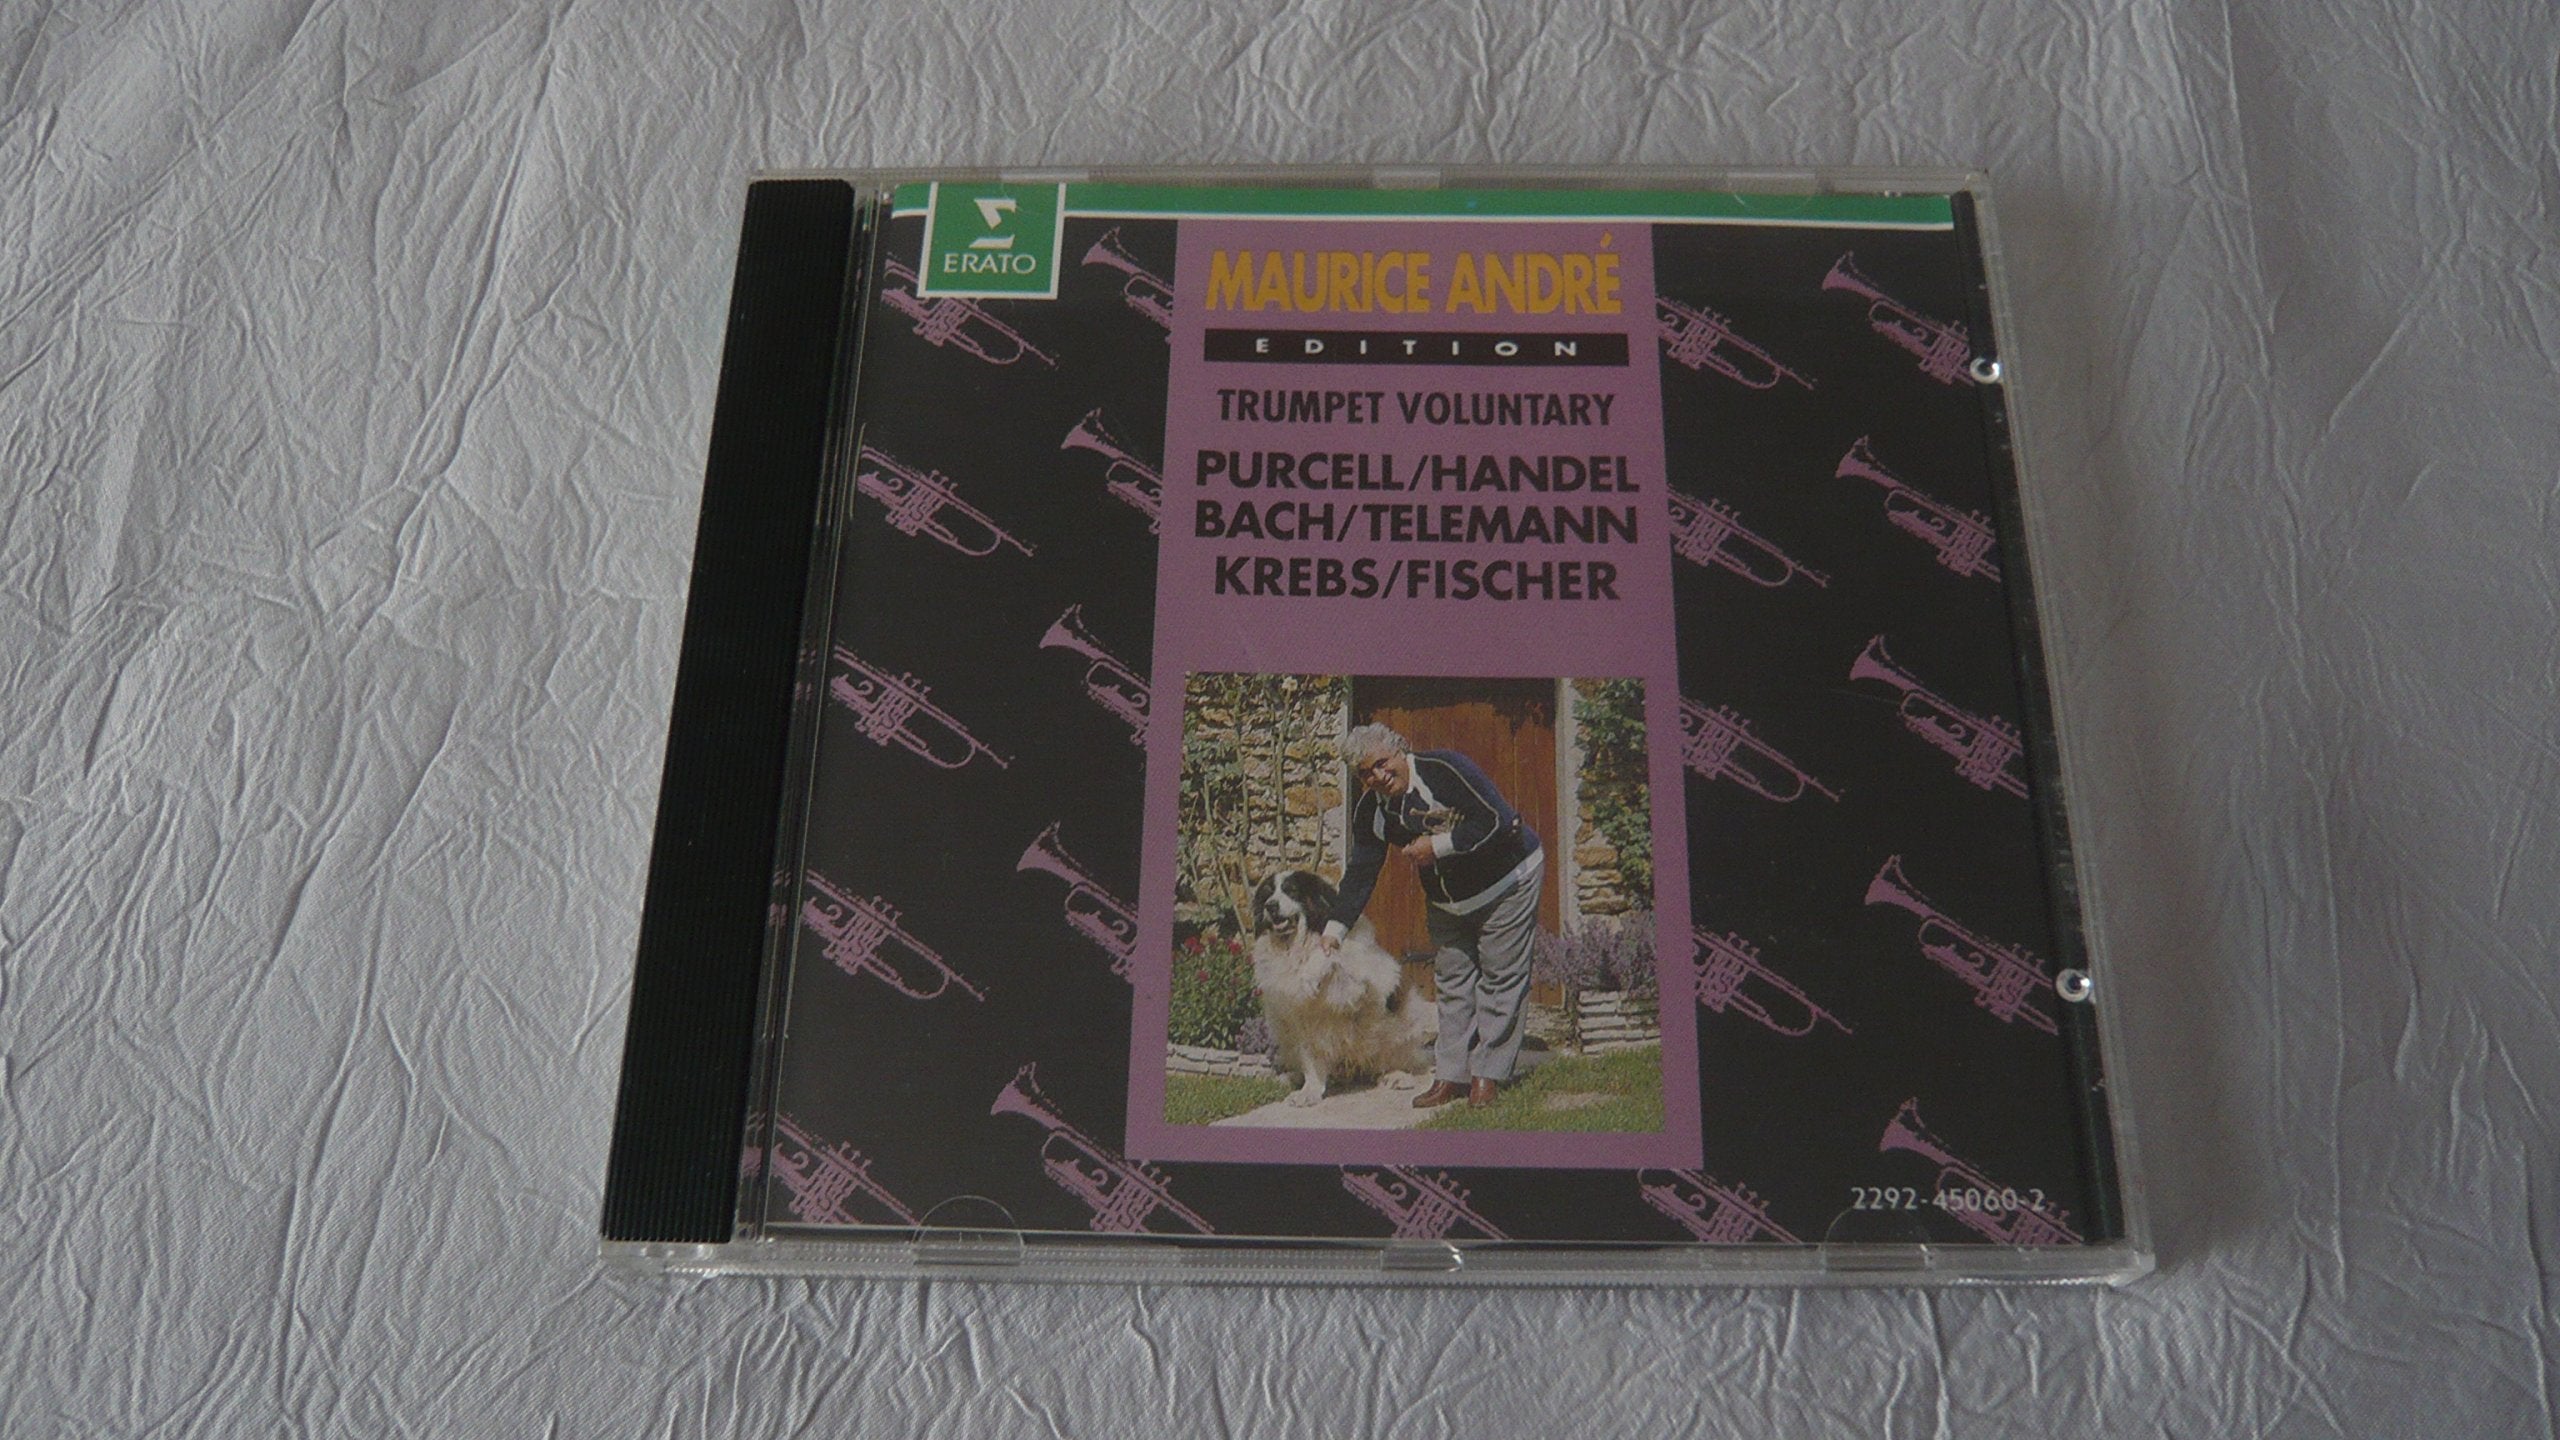 ERATO
MAURICE ANDRÉ
EDITION
TRUMPET VOLUNTARY
PURCELL/HANDEL
BACH/TELEMANN
KREBS/FISCHER
2292-45060-2